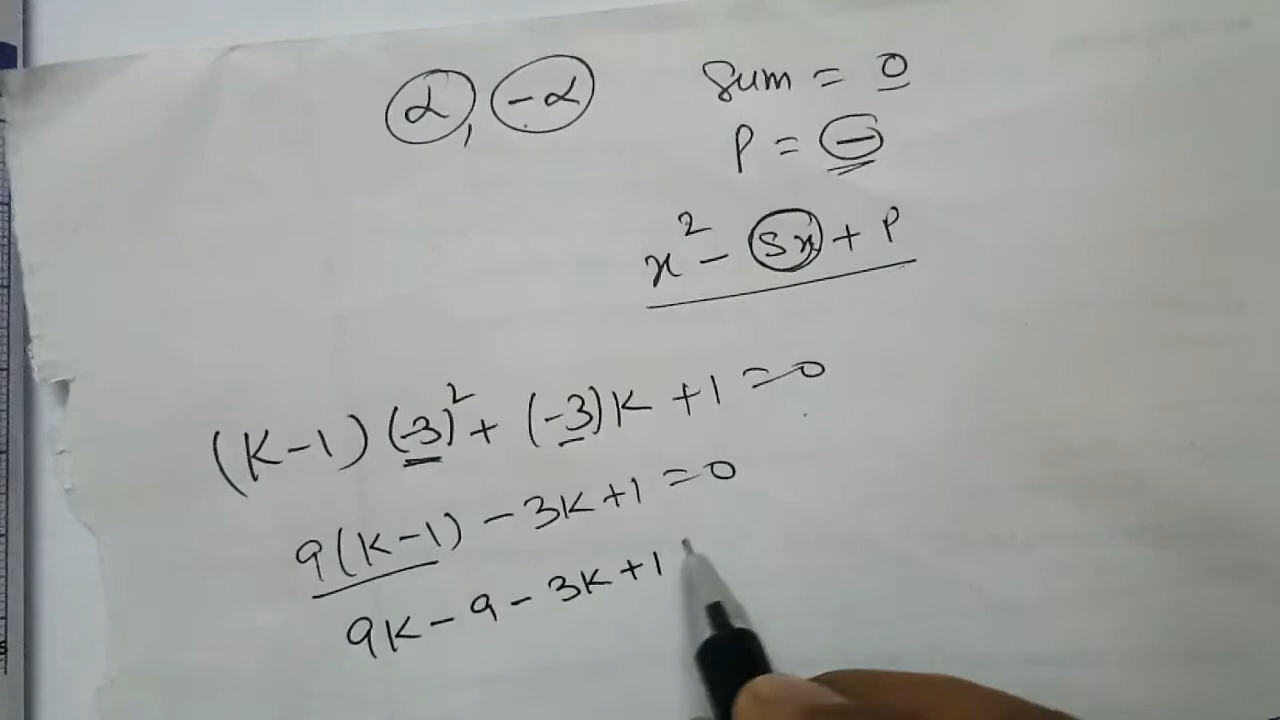 α, -α
Sum = 0
P = -
x² - Sx + P
(K-1)(-3)² + (-3)K + 1 = 0
9(K-1) - 3K + 1 = 0
9K - 9 - 3K + 1